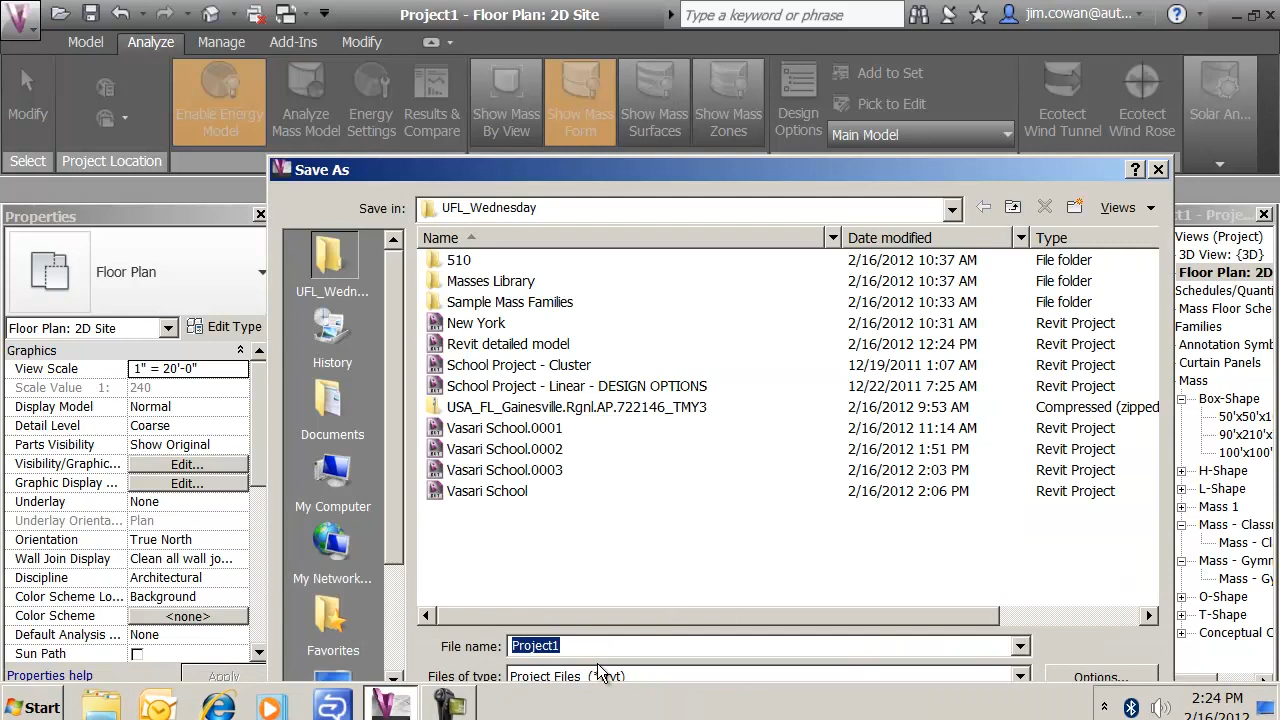 Project1 - Floor Plan: 2D Site
Type a keyword or phrase
jim.cowan@aut...
Model Analyze Manage Add-Ins Modify
Modify
Enable Energy Model
Analyze Mass Model
Energy Settings
Results & Compare
Show Mass By View
Show Mass Form
Show Mass Surfaces
Show Mass Zones
Design Options
Add to Set
Pick to Edit
Main Model
Ecotect Wind Tunnel
Ecotect Wind Rose
Solar An...
Select Project Location
Save As
Properties
Floor Plan
Floor Plan: 2D Site Edit Type
Graphics
View Scale 1" = 20'-0"
Scale Value 1: 240
Display Model Normal
Detail Level Coarse
Parts Visibility Show Original
Visibility/Graphic... Edit...
Graphic Display ... Edit...
Underlay None
Underlay Orienta... Plan
Orientation True North
Wall Join Display Clean all wall jo...
Discipline Architectural
Color Scheme Lo... Background
Color Scheme <none>
Default Analysis ... None
Sun Path
Properties help Apply
Save in: UFL_Wednesday Views
UFL_Wedn...
History
Documents
My Computer
My Network...
Favorites
Name Date modified Type
510 2/16/2012 10:37 AM File folder
Masses Library 2/16/2012 10:37 AM File folder
Sample Mass Families 2/16/2012 10:33 AM File folder
New York 2/16/2012 10:31 AM Revit Project
Revit detailed model 2/16/2012 12:24 PM Revit Project
School Project - Cluster 12/19/2011 1:07 AM Revit Project
School Project - Linear - DESIGN OPTIONS 12/22/2011 7:25 AM Revit Project
USA_FL_Gainesville.Rgnl.AP.722146_TMY3 2/16/2012 9:53 AM Compressed (zipped
Vasari School.0001 2/16/2012 11:14 AM Revit Project
Vasari School.0002 2/16/2012 1:51 PM Revit Project
Vasari School.0003 2/16/2012 2:03 PM Revit Project
Vasari School 2/16/2012 2:06 PM Revit Project
File name: Project1
Files of type: Project Files Options...
ct1 - Proje...
Views (Project)
3D View: {3D}
Floor Plan: 2D
Schedules/Quanti
Mass Floor Sche
Families
Annotation Symb
Curtain Panels
Mass
Box-Shape
50'x50'x1
90'x210'x
100'x100'
H-Shape
L-Shape
Mass 1
Mass - Class
Mass - Cl
Mass - Gy
Mass - Gy
O-Shape
T-Shape
Conceptual C
Start
2:24 PM
2/16/2012